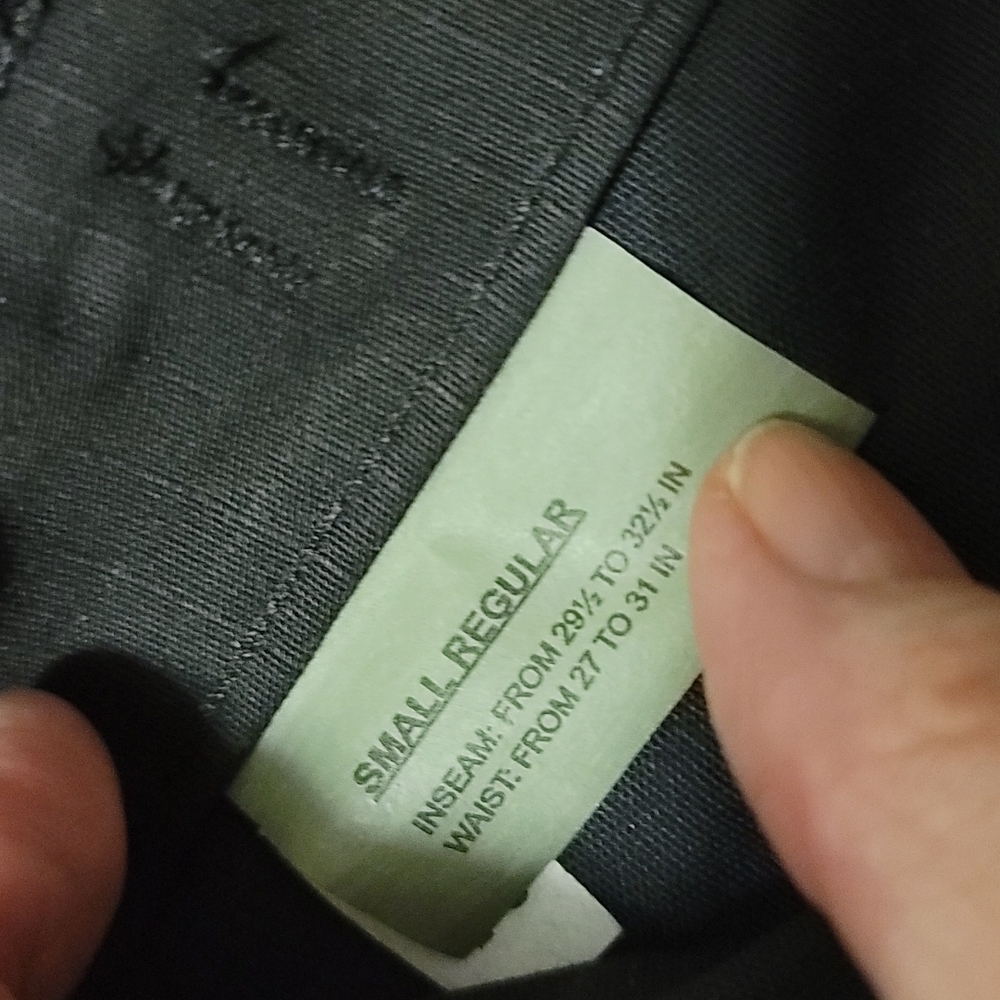 SMALL REGULAR
INSEAM: FROM 29½ TO 32½ IN
WAIST: FROM 27 TO 31 IN